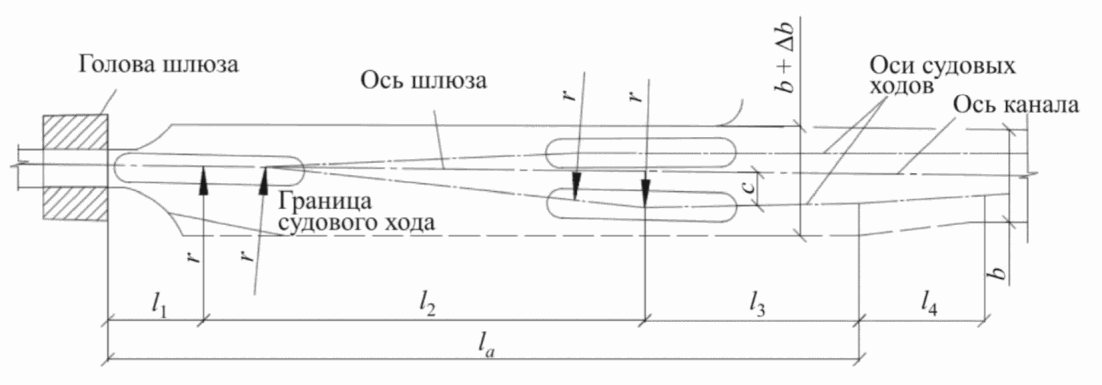 Голова шлюза
Ось шлюза
r
r
b + Δb
Оси судовых
ходов
Ось канала
c
Граница
судового хода
r
r
b
l1
l2
l3
l4
la